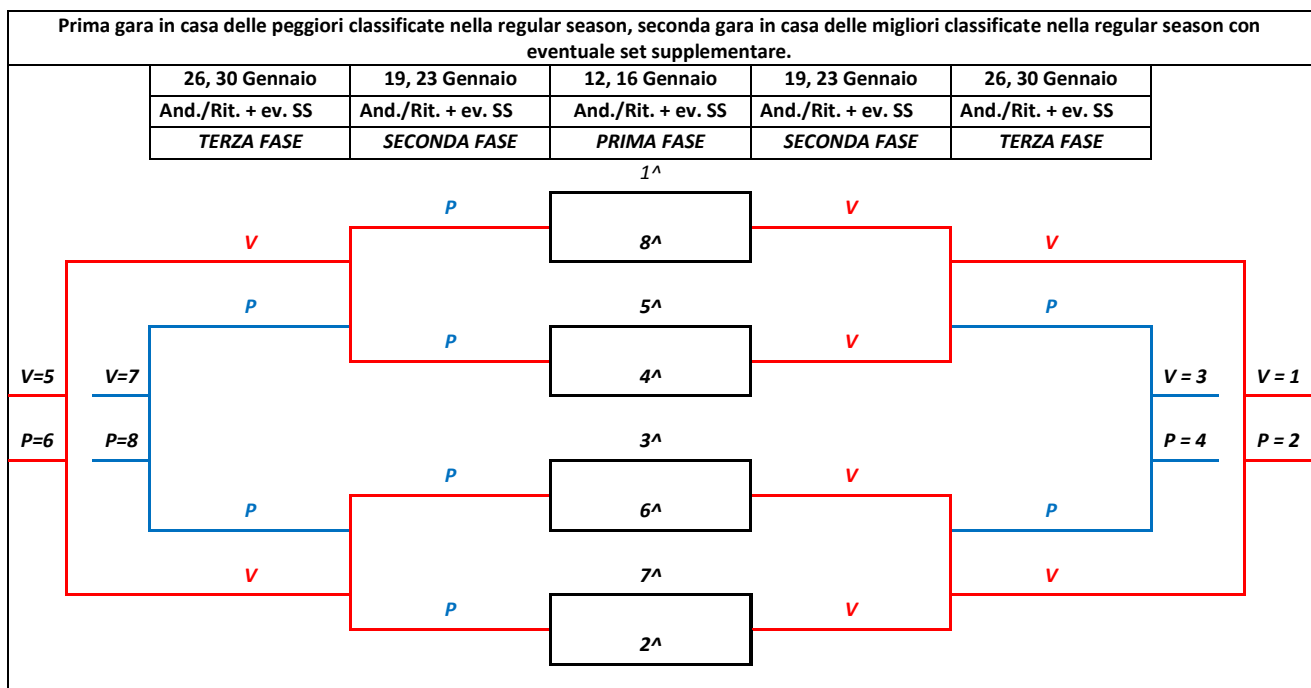 Prima gara in casa delle peggiori classificate nella regular season, seconda gara in casa delle migliori classificate nella regular season con
eventuale set supplementare.
26, 30 Gennaio 19, 23 Gennaio 12, 16 Gennaio 19, 23 Gennaio 26, 30 Gennaio
And./Rit. + ev. SS And./Rit. + ev. SS And./Rit. + ev. SS And./Rit. + ev. SS And./Rit. + ev. SS
TERZA FASE SECONDA FASE PRIMA FASE SECONDA FASE TERZA FASE
1^
P V
V 8^ V
P 5^ P
P V
V=5 V=7 4^ V = 3 V = 1
P=6 P=8 3^ P = 4 P = 2
P V
P 6^ P
V 7^ V
P V
2^